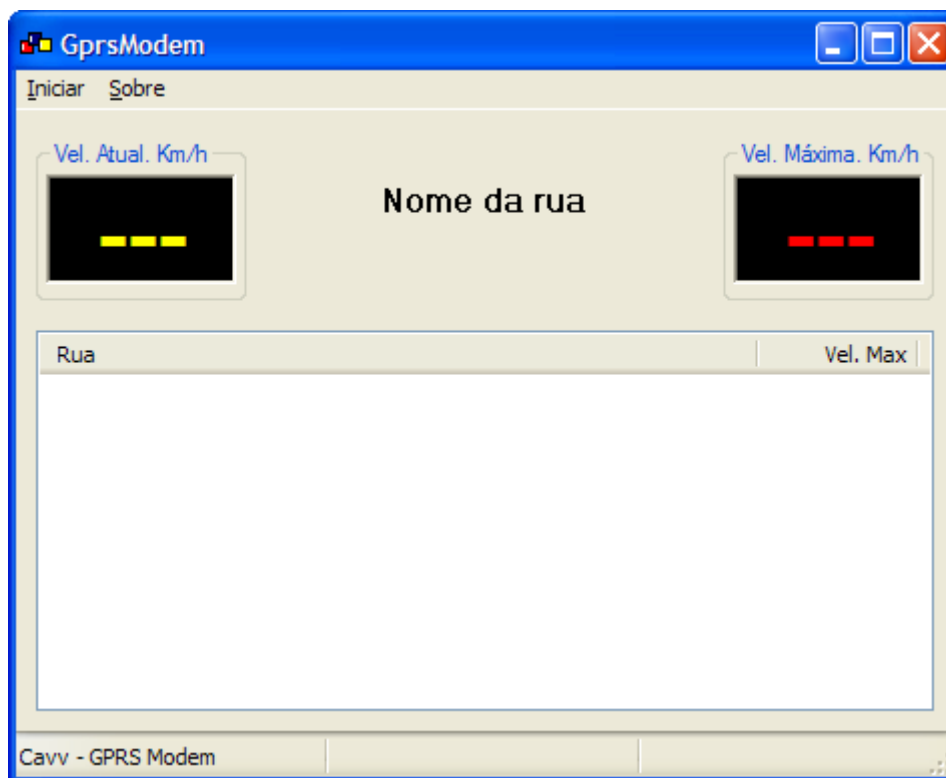 GprsModem
Iniciar Sobre
Vel. Atual. Km/h
Nome da rua
Vel. Máxima. Km/h
---
---
Rua Vel. Max
Cavv - GPRS Modem